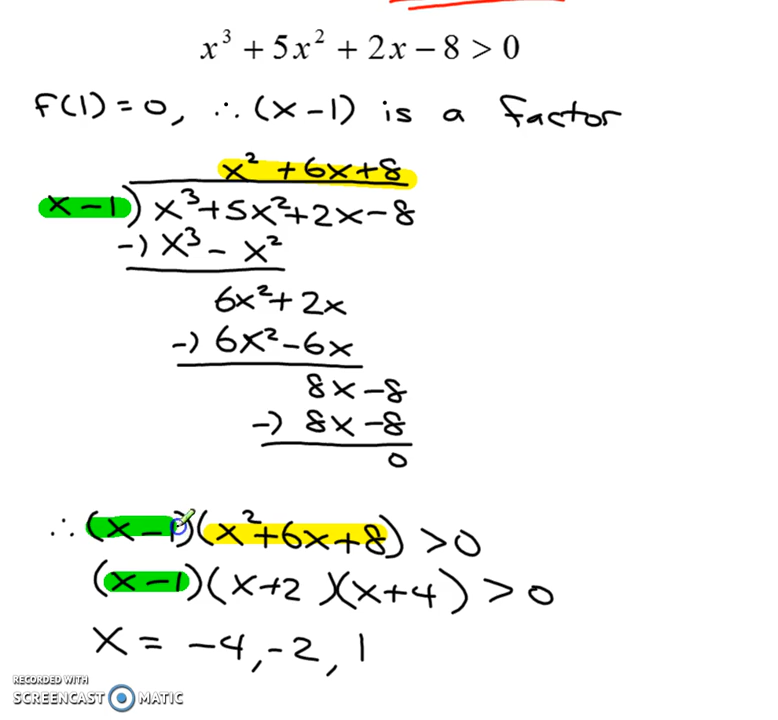 x³ + 5x² + 2x − 8 > 0
F(1) = 0, ∴ (x − 1) is a factor
x² + 6x + 8
x − 1 ) x³ + 5x² + 2x − 8
−) x³ − x²
6x² + 2x
−) 6x² − 6x
8x − 8
−) 8x − 8
0
∴ (x − 1)(x² + 6x + 8) > 0
(x − 1)(x + 2)(x + 4) > 0
x = −4, −2, 1
RECORDED WITH
SCREENCAST MATIC